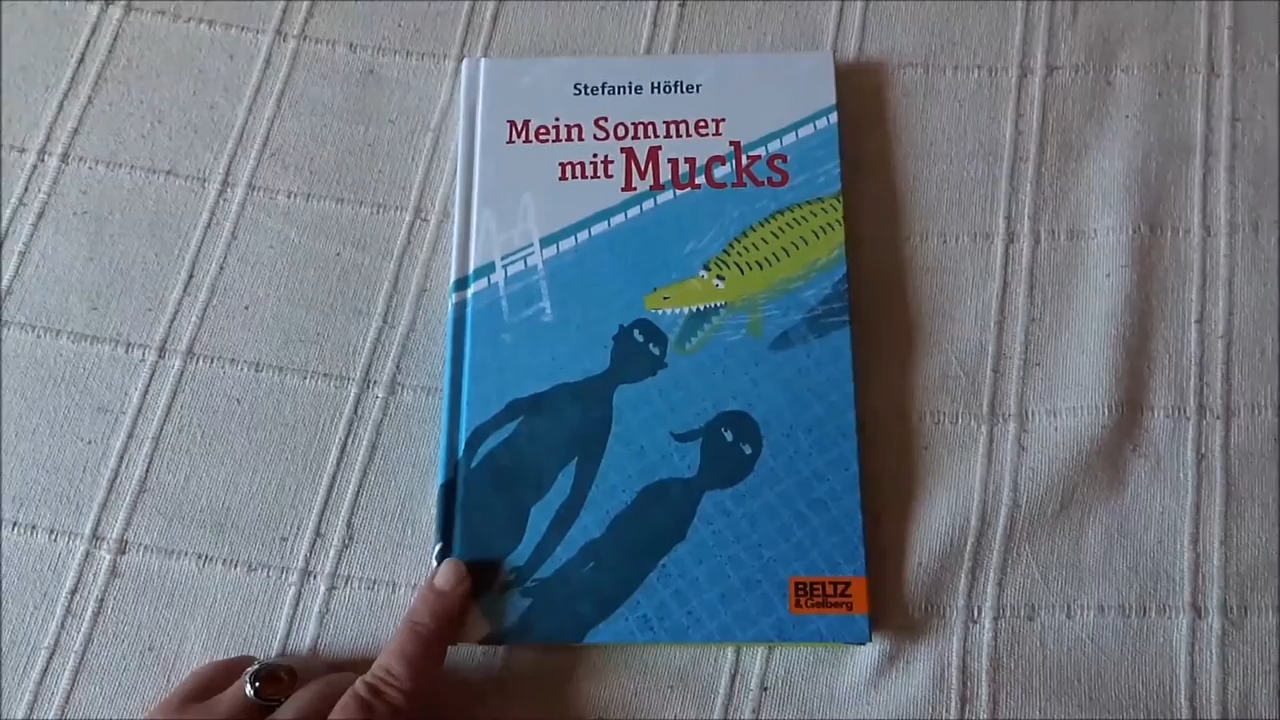 Stefanie Höfler
Mein Sommer
mit Mucks
BELTZ
& Gelberg